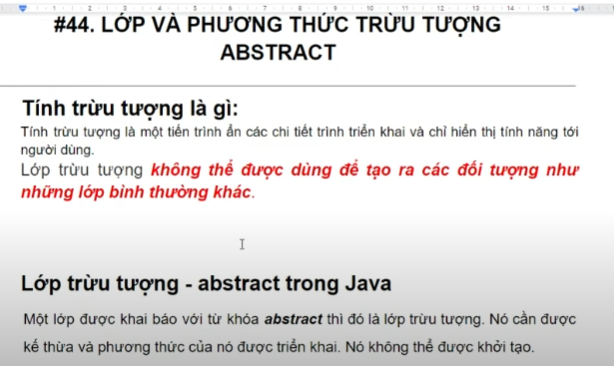 #44. LỚP VÀ PHƯƠNG THỨC TRỪU TƯỢNG
ABSTRACT
Tính trừu tượng là gì:
Tính trừu tượng là một tiến trình ẩn các chi tiết trình triển khai và chỉ hiển thị tính năng tới
người dùng.
Lớp trừu tượng không thể được dùng để tạo ra các đối tượng như
những lớp bình thường khác.
Lớp trừu tượng - abstract trong Java
Một lớp được khai báo với từ khóa abstract thì đó là lớp trừu tượng. Nó cần được
kế thừa và phương thức của nó được triển khai. Nó không thể được khởi tạo.